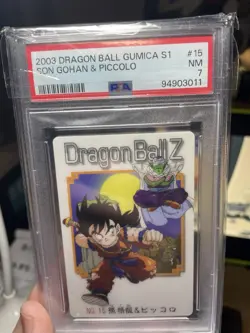 2003 DRAGON BALL GUMICA S1 #15
SON GOHAN & PICCOLO NM
7
PSA 94903011
Dragon Ball Z
NO 15 孫悟飯&ピッコロ